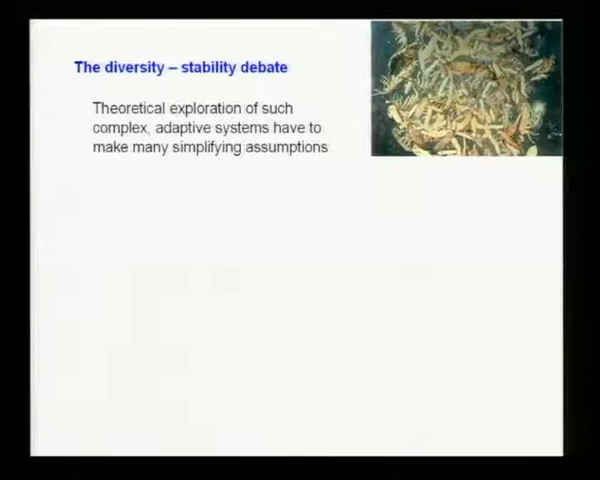 The diversity – stability debate
Theoretical exploration of such
complex, adaptive systems have to
make many simplifying assumptions